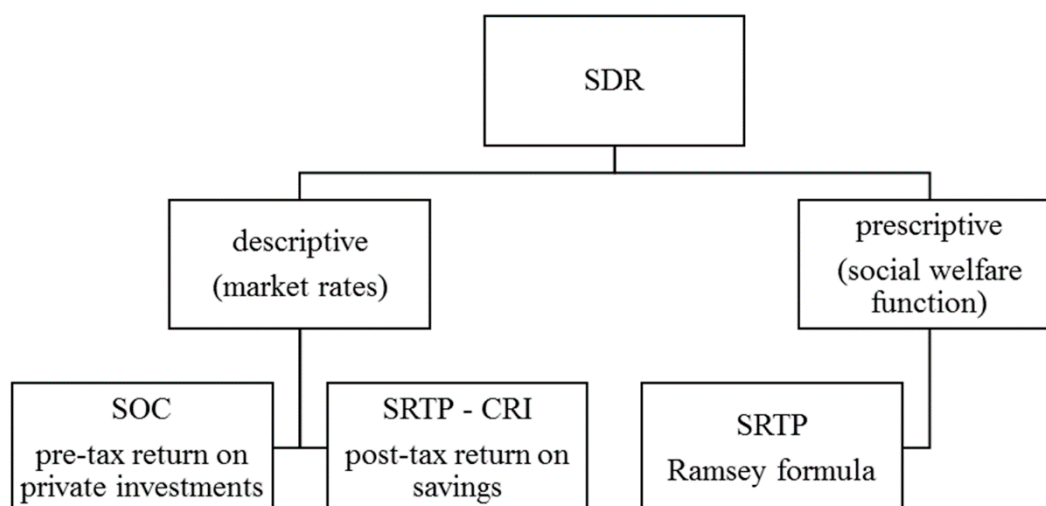 SDR
descriptive
(market rates)
prescriptive
(social welfare
function)
SOC
pre-tax return on
private investments
SRTP - CRI
post-tax return on
savings
SRTP
Ramsey formula